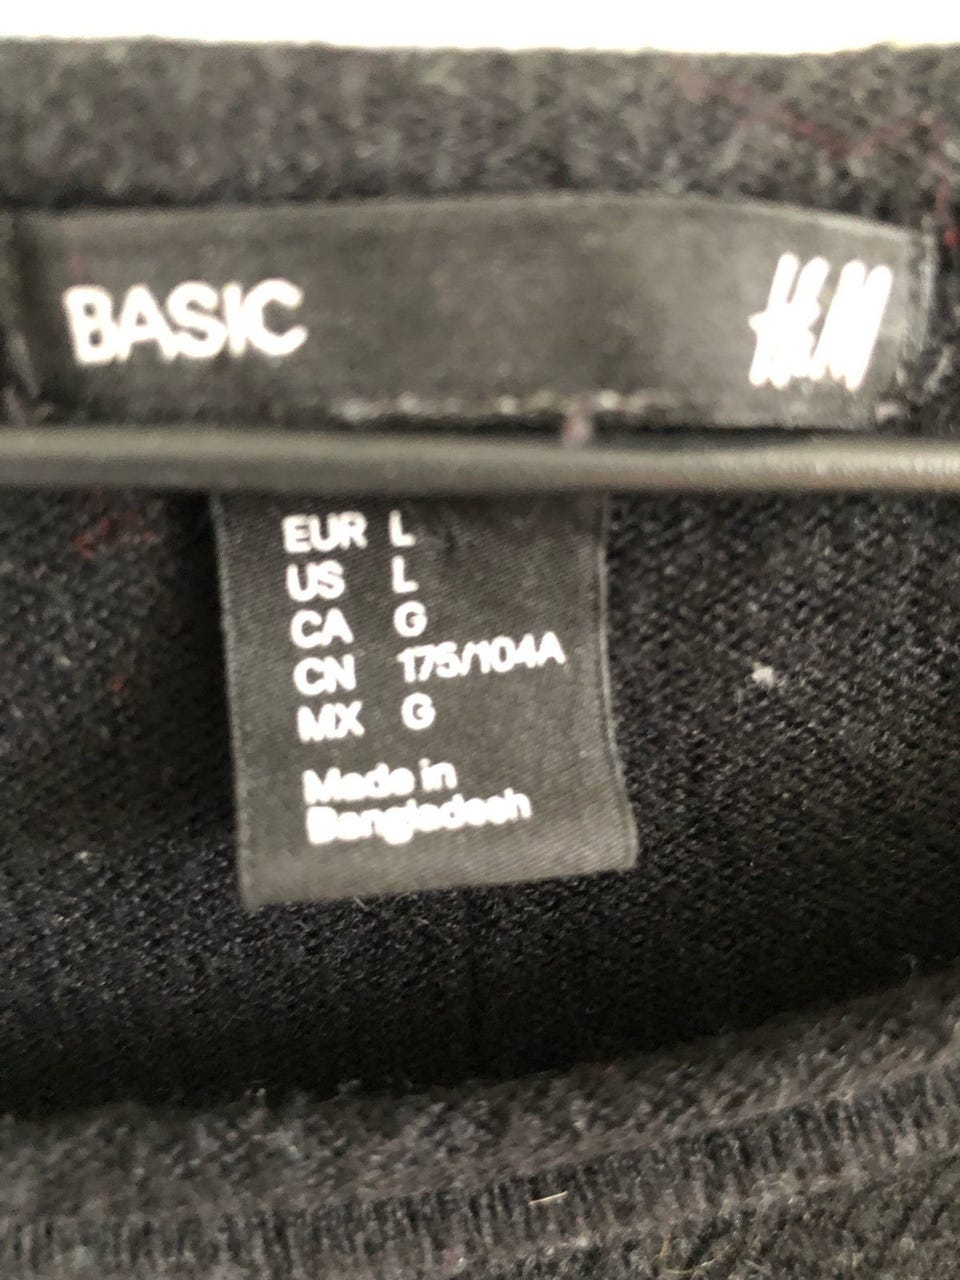 BASIC H&M
EUR L
US L
CA G
CN 175/104A
MX G
Made in
Bangladesh